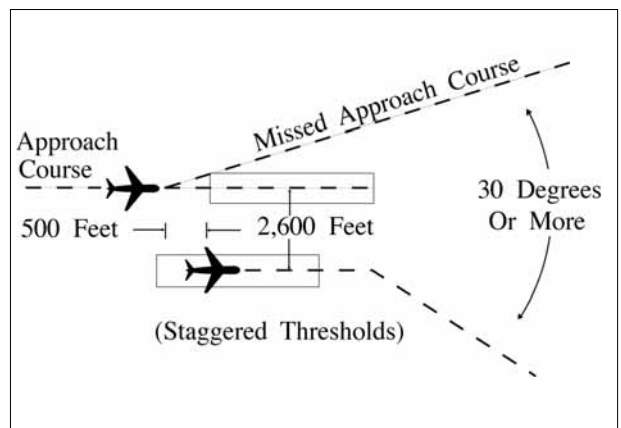 Missed Approach Course
Approach
Course
30 Degrees
Or More
500 Feet
2,600 Feet
(Staggered Thresholds)